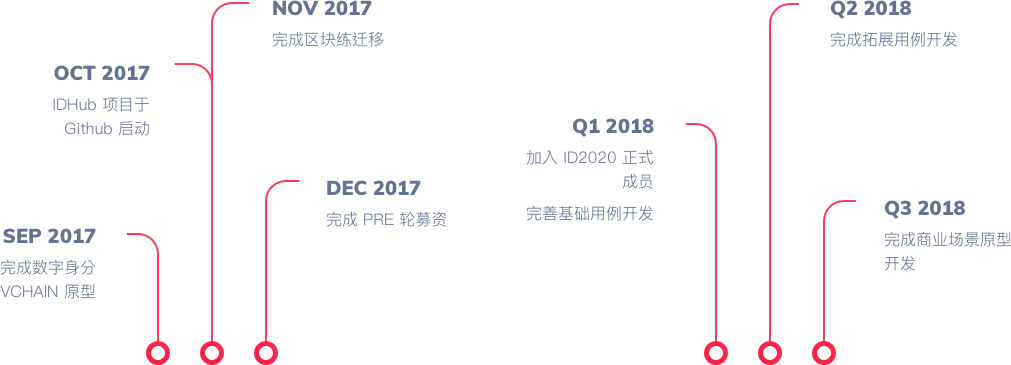 SEP 2017
完成数字身分
VCHAIN 原型
OCT 2017
IDHub 项目于
Github 启动
NOV 2017
完成区块练迁移
DEC 2017
完成 PRE 轮募资
Q1 2018
加入 ID2020 正式
成员
完善基础用例开发
Q2 2018
完成拓展用例开发
Q3 2018
完成商业场景原型
开发